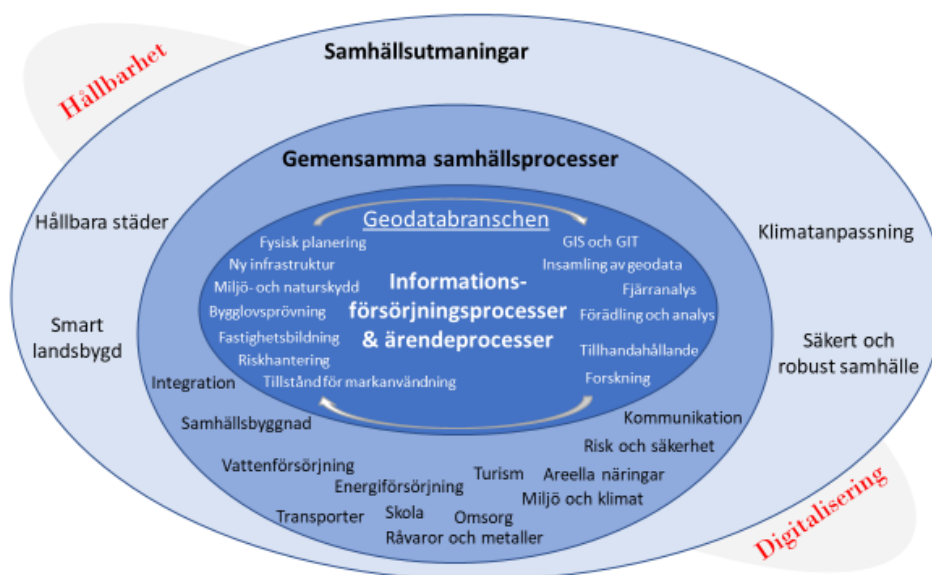 Samhällsutmaningar
Hållbarhet
Gemensamma samhällsprocesser
Hållbara städer
Klimatanpassning
Smart
landsbygd
Säkert och
robust samhälle
Geodatabranschen
Fysisk planering
Ny infrastruktur
Miljö- och naturskydd
Bygglovsprövning
Fastighetsbildning
Riskhantering
Tillstånd för markanvändning
Informations-
försörjningsprocesser
& ärendeprocesser
GIS och GIT
Insamling av geodata
Fjärranalys
Förädling och analys
Tillhandahållande
Forskning
Integration
Samhällsbyggnad
Kommunikation
Risk och säkerhet
Vattenförsörjning
Energiförsörjning
Turism
Areella näringar
Miljö och klimat
Transporter
Skola
Omsorg
Råvaror och metaller
Digitalisering